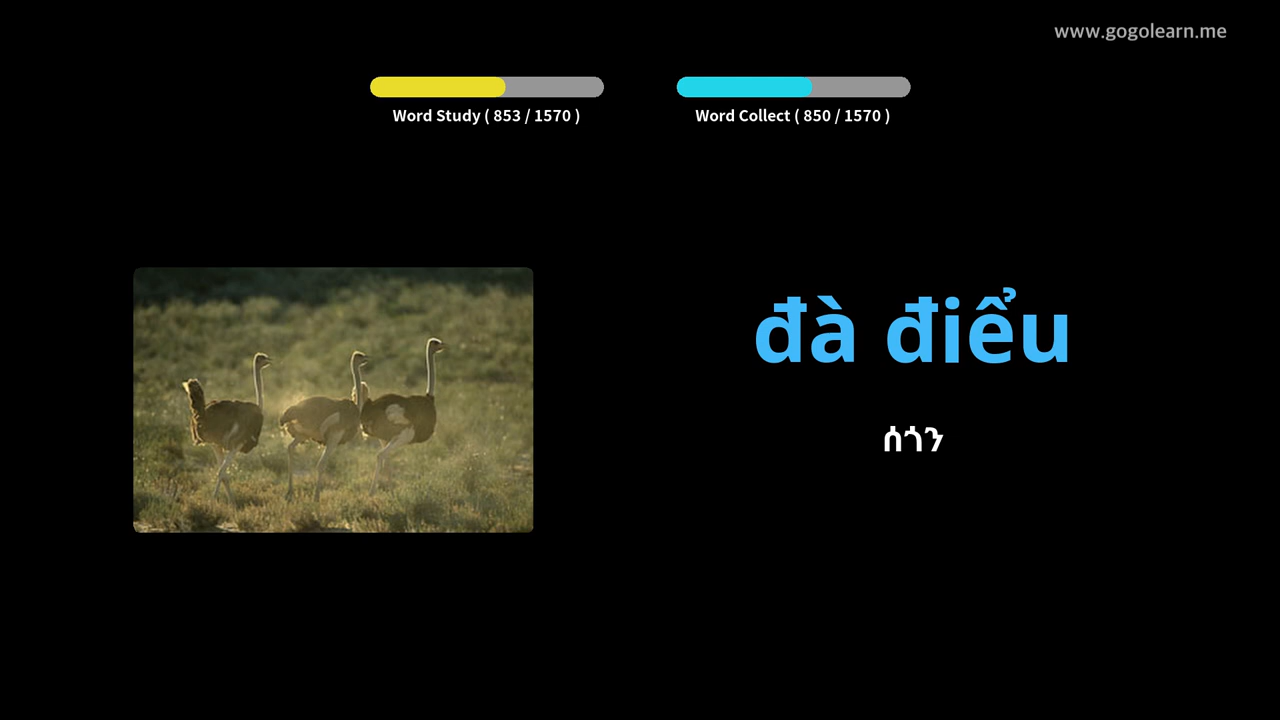 www.gogolearn.me
Word Study ( 853 / 1570 )
Word Collect ( 850 / 1570 )
đà điểu
ሰጎን